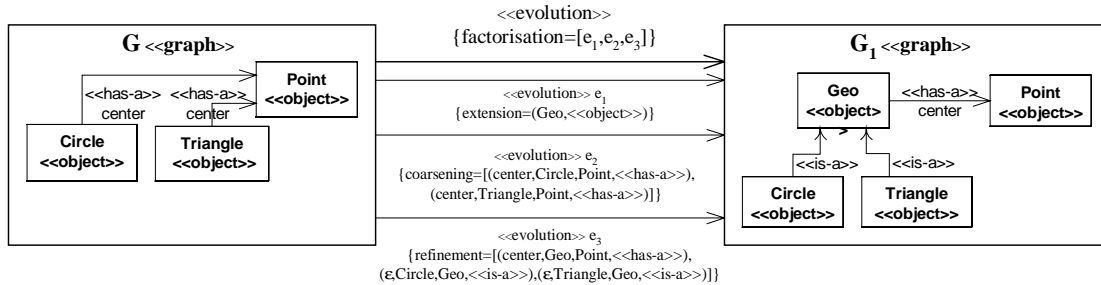 G <<graph>>
Point
<<object>>
<<has-a>>
center
<<has-a>>
center
Circle
<<object>>
Triangle
<<object>>
<<evolution>>
{factorisation=[e1,e2,e3]}
<<evolution>> e1
{extension=(Geo,<<object>>)}
<<evolution>> e2
{coarsening=[(center,Circle,Point,<<has-a>>),
(center,Triangle,Point,<<has-a>>)]}
<<evolution>> e3
{refinement=[(center,Geo,Point,<<has-a>>),
(ε,Circle,Geo,<<is-a>>),(ε,Triangle,Geo,<<is-a>>)]}
G1 <<graph>>
Geo
<<object>
>
<<has-a>>
center
Point
<<object>>
<<is-a>>
<<is-a>>
Circle
<<object>>
Triangle
<<object>>